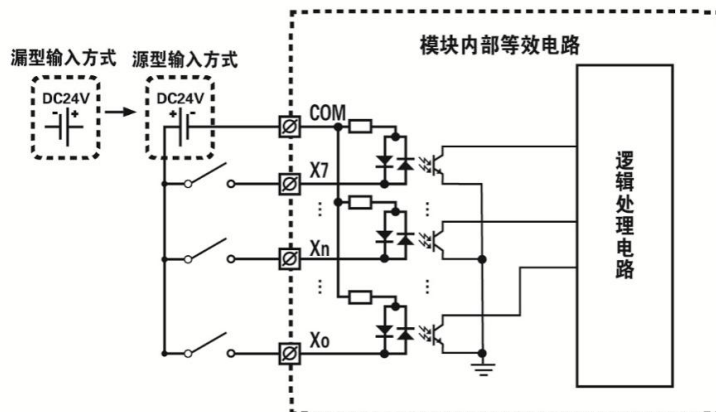 模块内部等效电路
漏型输入方式 源型输入方式
DC24V DC24V
- + + -
COM
X7
Xn
Xo
逻辑处理电路